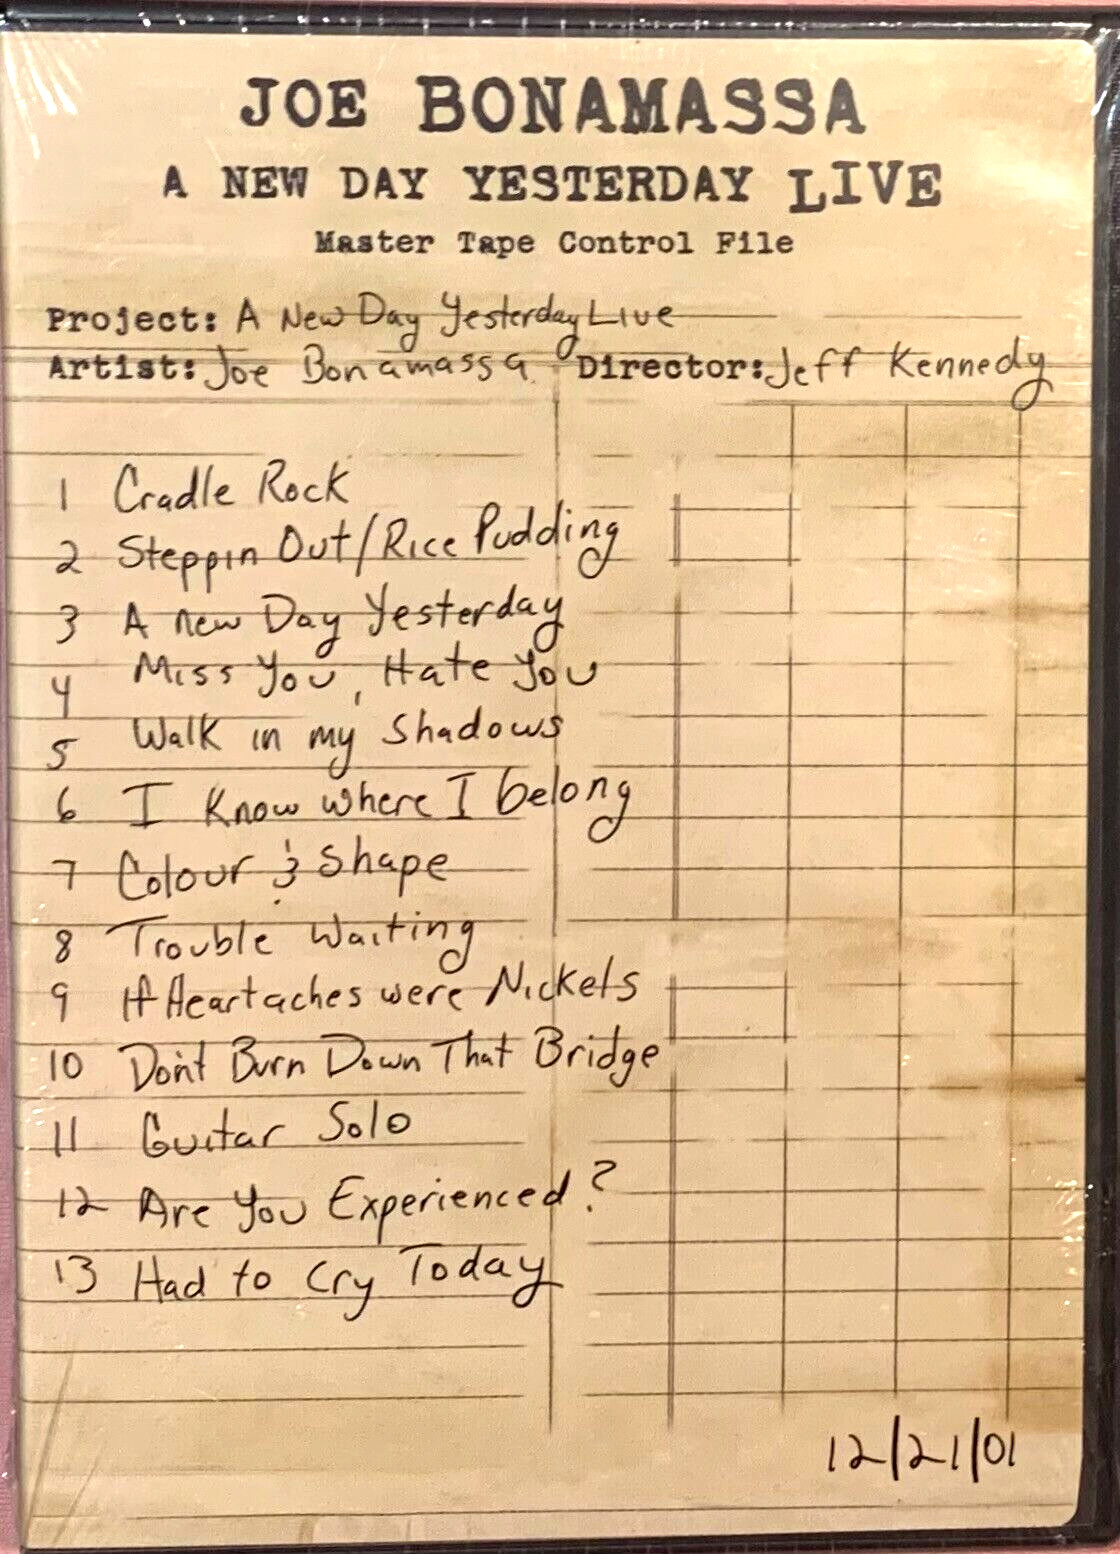 JOE BONAMASSA
A NEW DAY YESTERDAY LIVE
Master Tape Control File
Project: A New Day Yesterday Live
Artist: Joe Bonamassa Director: Jeff Kennedy
1 Cradle Rock
2 Steppin Out/Rice Pudding
3 A new Day Yesterday
4 Miss You, Hate You
5 Walk in my Shadows
6 I Know where I belong
7 Colour & Shape
8 Trouble Waiting
9 If Heartaches were Nickels
10 Don't Burn Down That Bridge
11 Guitar Solo
12 Are You Experienced?
13 Had to Cry Today
12/21/01